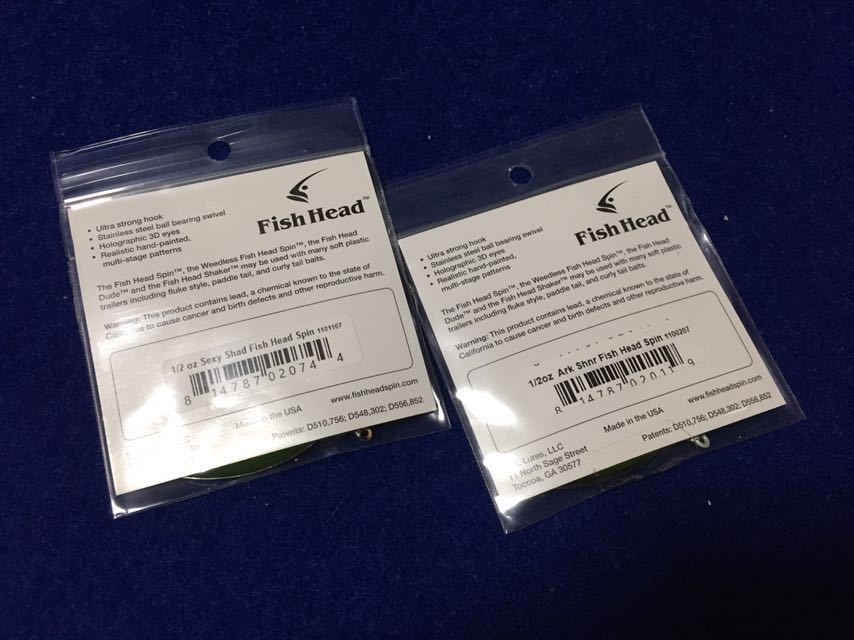 Fish Head™
• Ultra strong hook
• Stainless steel ball bearing swivel
• Holographic 3D eyes
• Realistic hand-painted,
multi-stage patterns
The Fish Head Spin™, the Weedless Fish Head Spin™, the Fish Head
Dude™ and the Fish Head Shaker™ may be used with many soft plastic
trailers including fluke style, paddle tail, and curly tail baits.
Warning: This product contains lead, a chemical known to the state of
California to cause cancer and birth defects and other reproductive harm.
1/2 oz Sexy Shad Fish Head Spin 1101107
8 14787 02074 4
www.fishheadspin.com
Made in the USA
Patents: D510,756; D548,302; D556,852
LLC
Street
Fish Head™
• Ultra strong hook
• Stainless steel ball bearing swivel
• Holographic 3D eyes
• Realistic hand-painted,
multi-stage patterns
The Fish Head Spin™, the Weedless Fish Head Spin™, the Fish Head
Dude™ and the Fish Head Shaker™ may be used with many soft plastic
trailers including fluke style, paddle tail, and curly tail baits.
Warning: This product contains lead, a chemical known to the state of
California to cause cancer and birth defects and other reproductive harm.
1/2oz Ark Shnr Fish Head Spin 1100207
8 14787 02011 9
www.fishheadspin.com
Made in the USA
Patents: D510,756; D548,302; D556,852
Lures, LLC
11 North Sage Street
Toccoa, GA 30577